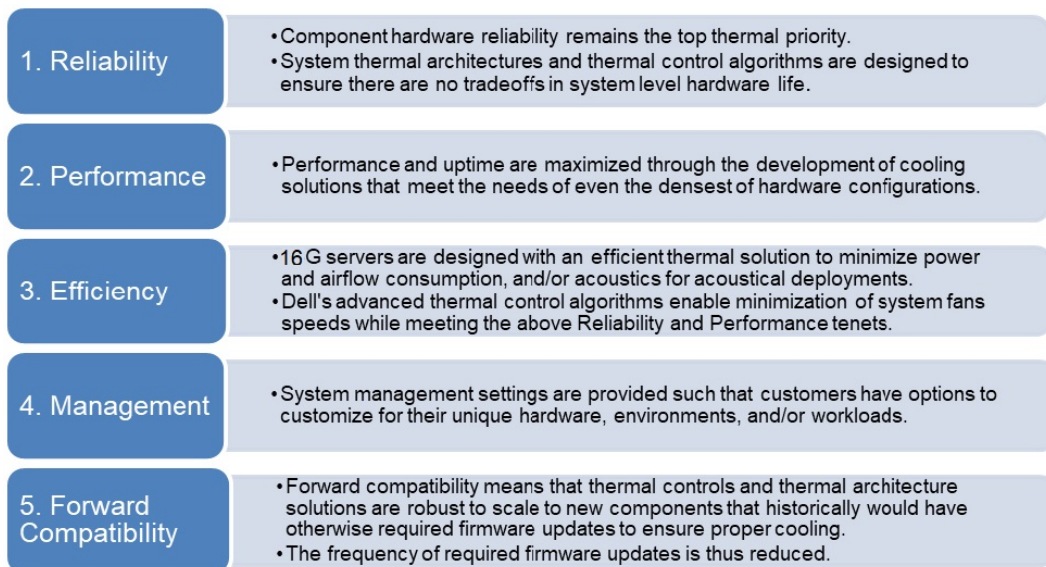 1. Reliability
•Component hardware reliability remains the top thermal priority.
•System thermal architectures and thermal control algorithms are designed to
ensure there are no tradeoffs in system level hardware life.
2. Performance
•Performance and uptime are maximized through the development of cooling
solutions that meet the needs of even the densest of hardware configurations.
3. Efficiency
•16G servers are designed with an efficient thermal solution to minimize power
and airflow consumption, and/or acoustics for acoustical deployments.
•Dell's advanced thermal control algorithms enable minimization of system fans
speeds while meeting the above Reliability and Performance tenets.
4. Management
•System management settings are provided such that customers have options to
customize for their unique hardware, environments, and/or workloads.
5. Forward
Compatibility
•Forward compatibility means that thermal controls and thermal architecture
solutions are robust to scale to new components that historically would have
otherwise required firmware updates to ensure proper cooling.
•The frequency of required firmware updates is thus reduced.